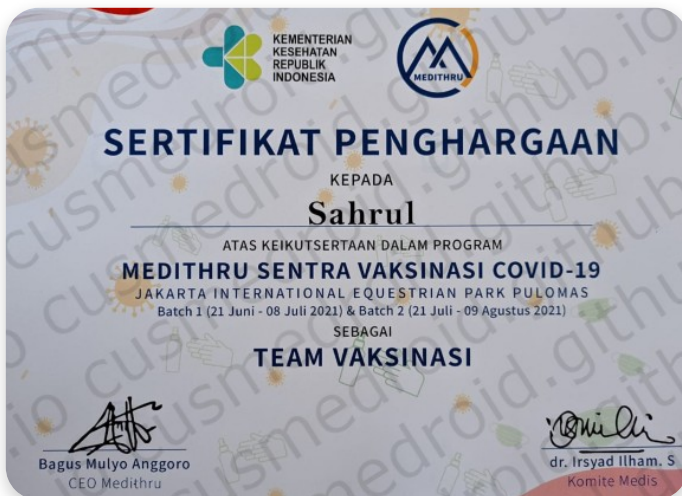 KEMENTERIAN
KESEHATAN
REPUBLIK
INDONESIA
MEDITHRU
SERTIFIKAT PENGHARGAAN
KEPADA
Sahrul
ATAS KEIKUTSERTAAN DALAM PROGRAM
MEDITHRU SENTRA VAKSINASI COVID-19
JAKARTA INTERNATIONAL EQUESTRIAN PARK PULOMAS
Batch 1 (21 Juni - 08 Juli 2021) & Batch 2 (21 Juli - 09 Agustus 2021)
SEBAGAI
TEAM VAKSINASI
Bagus Mulyo Anggoro
CEO Medithru
dr. Irsyad Ilham. S
Komite Medis
cusmedroid.github.io